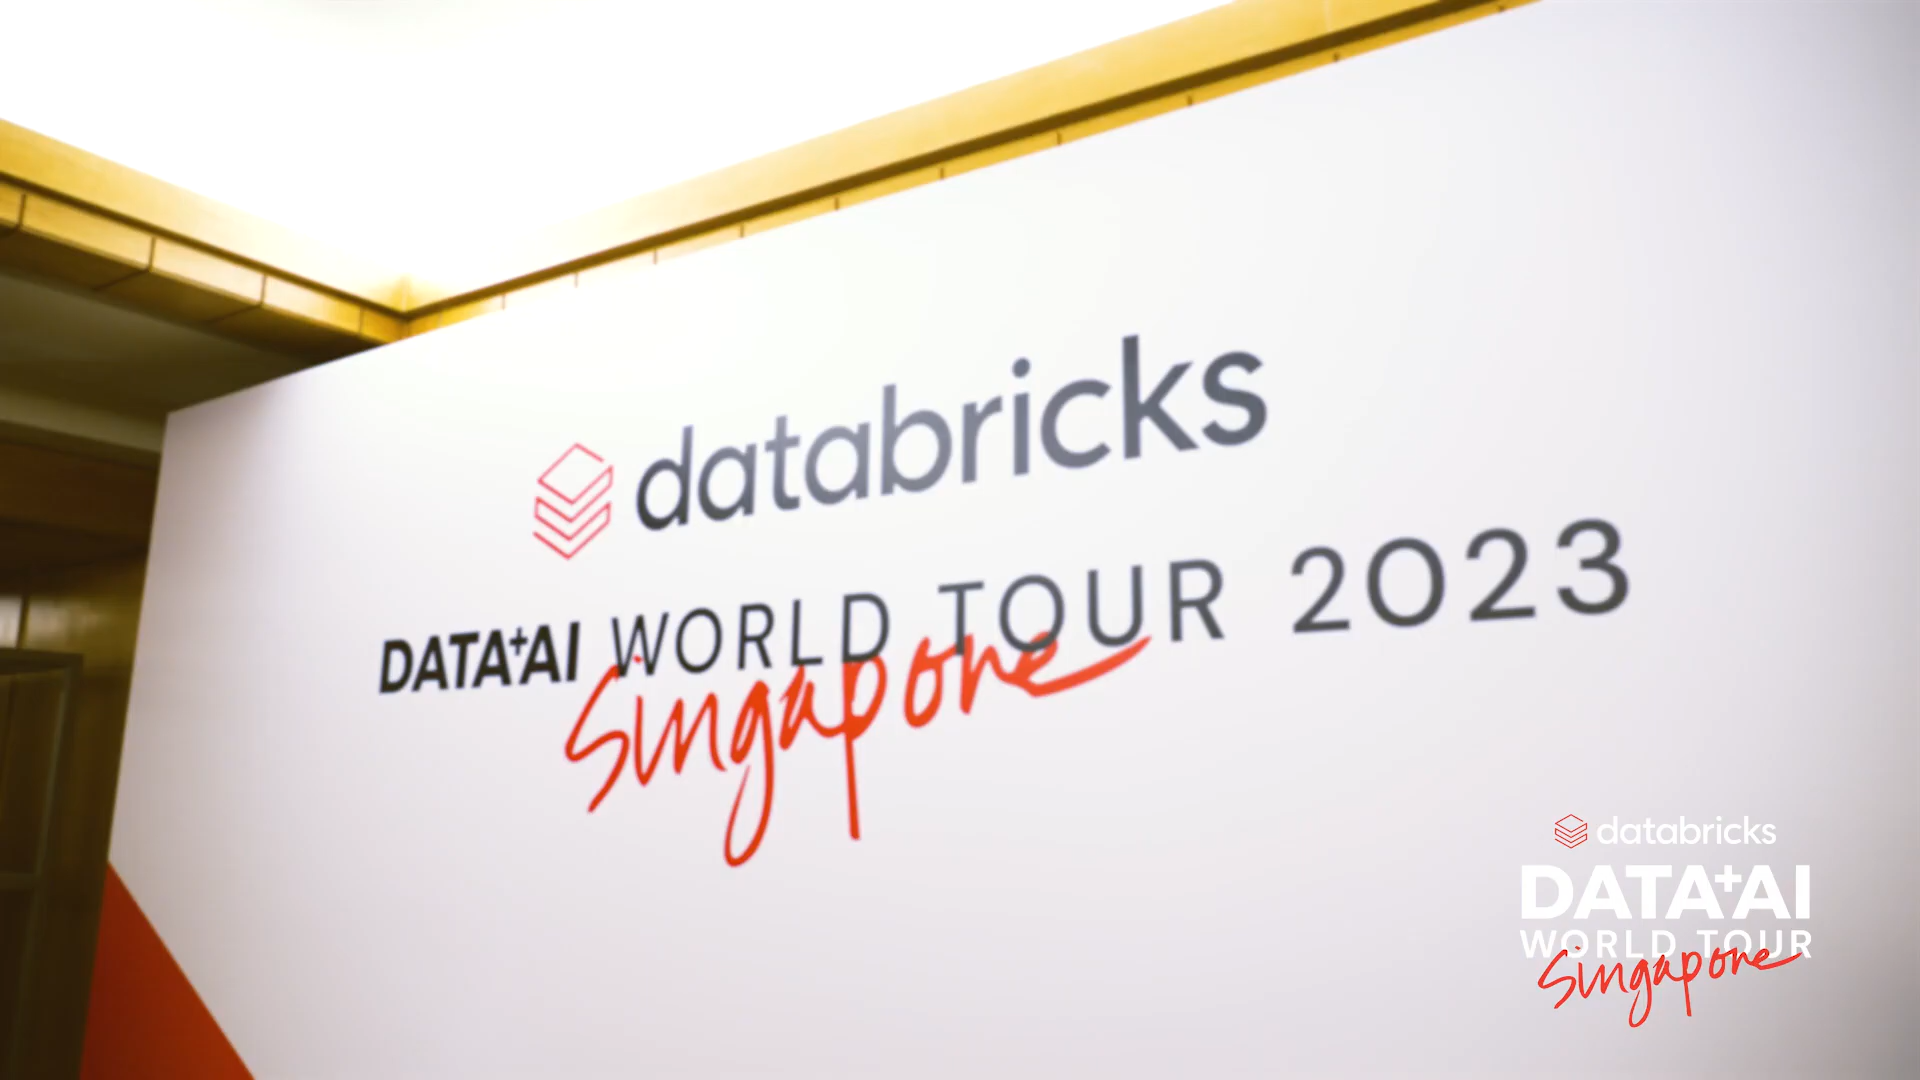 databricks
DATA+AI WORLD TOUR 2023
Singapore
databricks
DATA+AI
WORLD TOUR
Singapore